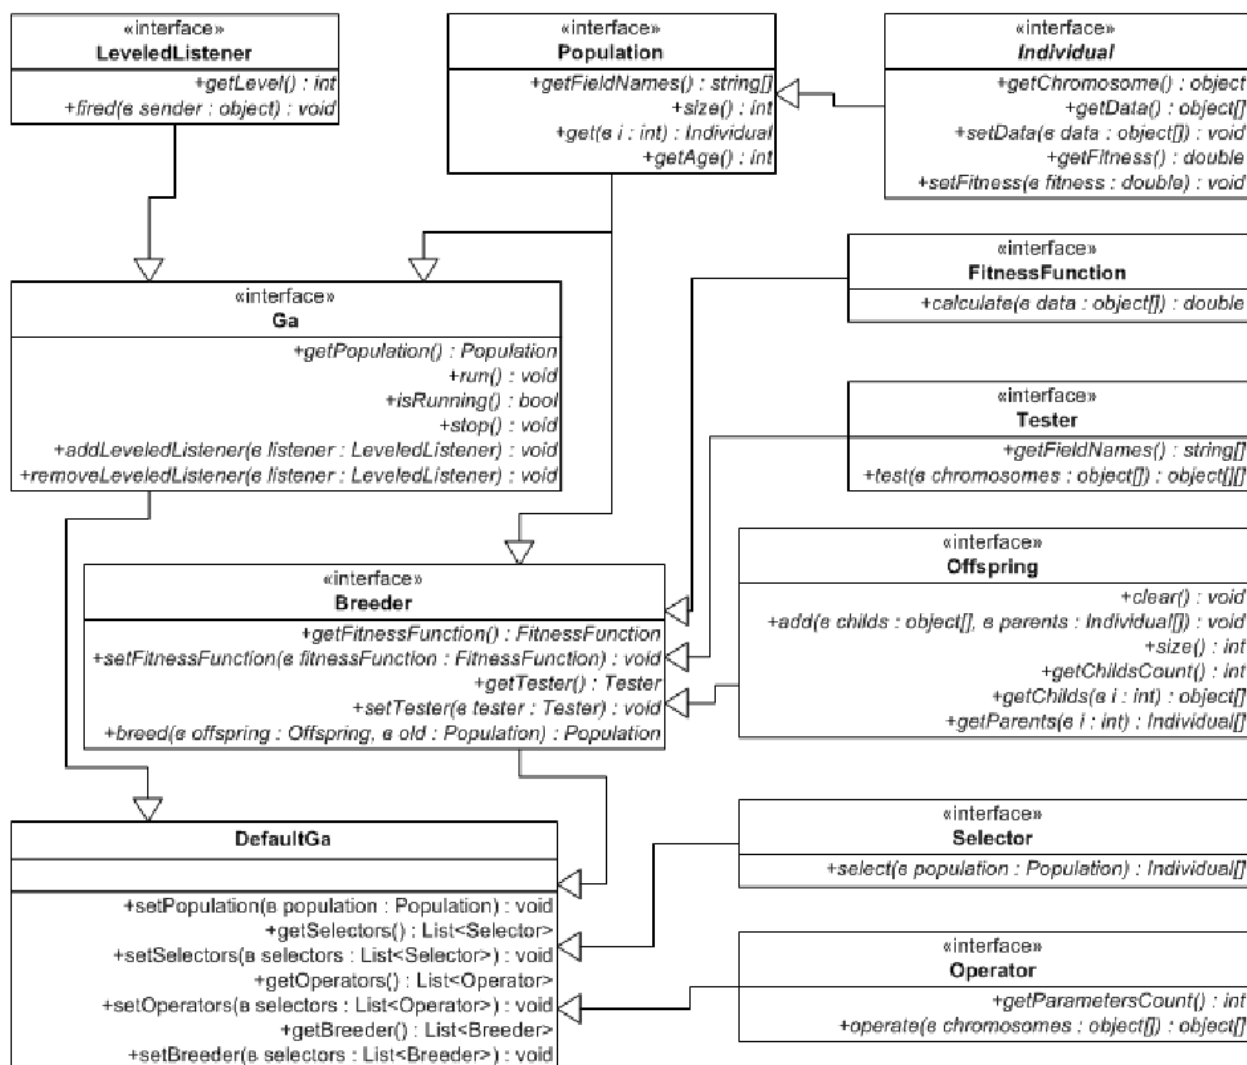 «interface»
LeveledListener
+getLevel() : int
+fired(в sender : object) : void
«interface»
Population
+getFieldNames() : string[]
+size() : int
+get(в i : int) : Individual
+getAge() : int
«interface»
Individual
+getChromosome() : object
+getData() : object[]
+setData(в data : object[]) : void
+getFitness() : double
+setFitness(в fitness : double) : void
«interface»
FitnessFunction
+calculate(в data : object[]) : double
«interface»
Ga
+getPopulation() : Population
+run() : void
+isRunning() : bool
+stop() : void
+addLeveledListener(в listener : LeveledListener) : void
+removeLeveledListener(в listener : LeveledListener) : void
«interface»
Tester
+getFieldNames() : string[]
+test(в chromosomes : object[]) : object[][]
«interface»
Offspring
+clear() : void
+add(в childs : object[], в parents : Individual[]) : void
+size() : int
+getChildsCount() : int
+getChilds(в i : int) : object[]
+getParents(в i : int) : Individual[]
«interface»
Breeder
+getFitnessFunction() : FitnessFunction
+setFitnessFunction(в fitnessFunction : FitnessFunction) : void
+getTester() : Tester
+setTester(в tester : Tester) : void
+breed(в offspring : Offspring, в old : Population) : Population
«interface»
Selector
+select(в population : Population) : Individual[]
DefaultGa
+setPopulation(в population : Population) : void
+getSelectors() : List<Selector>
+setSelectors(в selectors : List<Selector>) : void
+getOperators() : List<Operator>
+setOperators(в selectors : List<Operator>) : void
+getBreeder() : List<Breeder>
+setBreeder(в selectors : List<Breeder>) : void
«interface»
Operator
+getParametersCount() : int
+operate(в chromosomes : object[]) : object[]